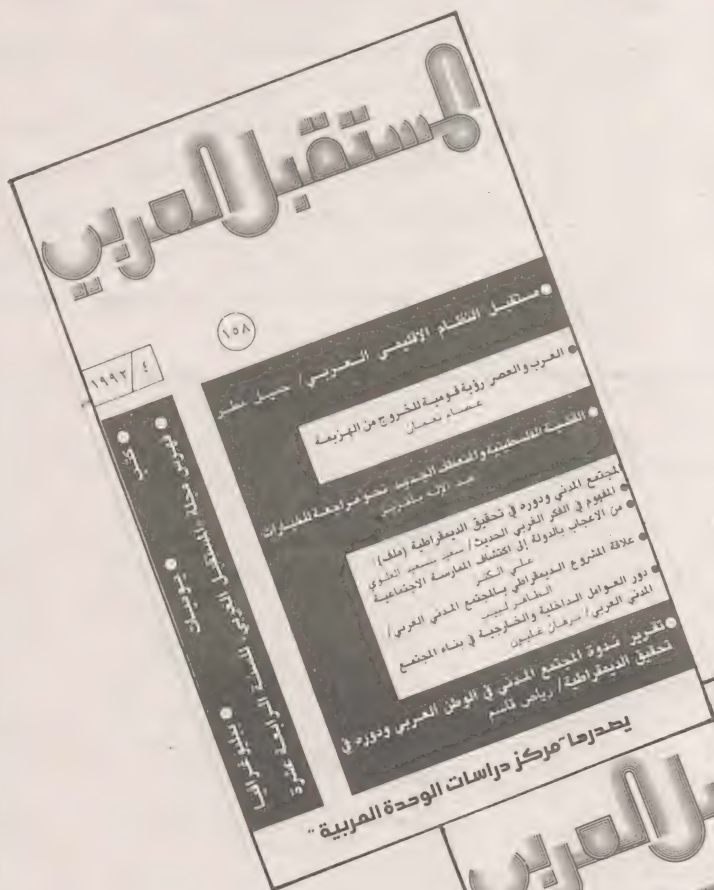 المستقبل العربي
١٥٨
٤/١٩٩٢
● مستقبل النظام الإقليمي العربي/ جميل مطر
● العرب والعصر رؤية قومية للخروج من الهزيمة
عصام نعمان
● القضية الفلسطينية والمنعطف الجديد نحو مراجعة للخيارات
عبد الإله بلقزيز
المجتمع المدني ودوره في تحقيق الديمقراطية (ملف)/
● المفهوم في الفكر الغربي الحديث/ سعيد بنسعيد العلوي
● من الاعجاب بالدولة إلى اكتشاف الممارسة الاجتماعية
علي الكنز
● علاقة المشروع الديمقراطي بالمجتمع المدني العربي/
الطاهر لبيب
● دور العوامل الداخلية والخارجية في بناء المجتمع
المدني العربي/ برهان غليون
● تقرير ندوة المجتمع المدني في الوطن العربي ودوره في
تحقيق الديمقراطية/ رياض قاسم
● كتب
● يوميات
● ببليوغرافيا
● فهرس مجلة «المستقبل العربي» للسنة الرابعة عشرة
يصدرها "مركز دراسات الوحدة العربية"